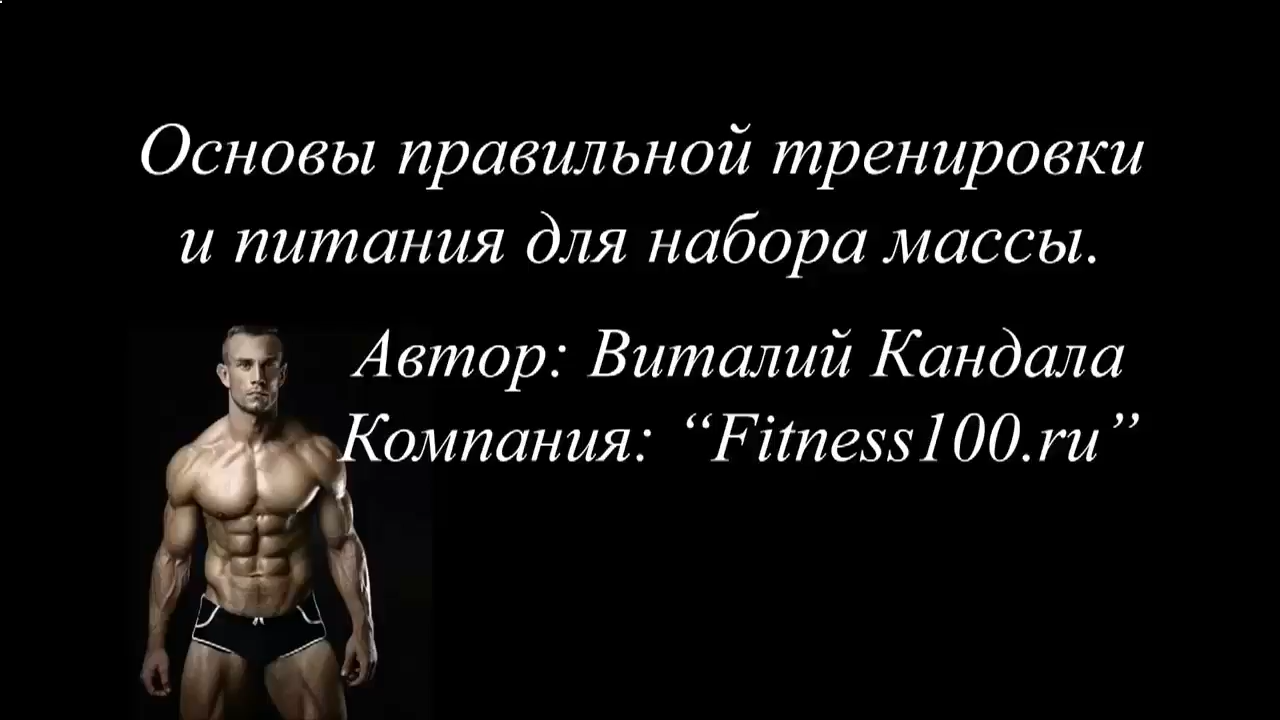 Основы правильной тренировки
и питания для набора массы.
Автор: Виталий Кандала
Компания: “Fitness100.ru”